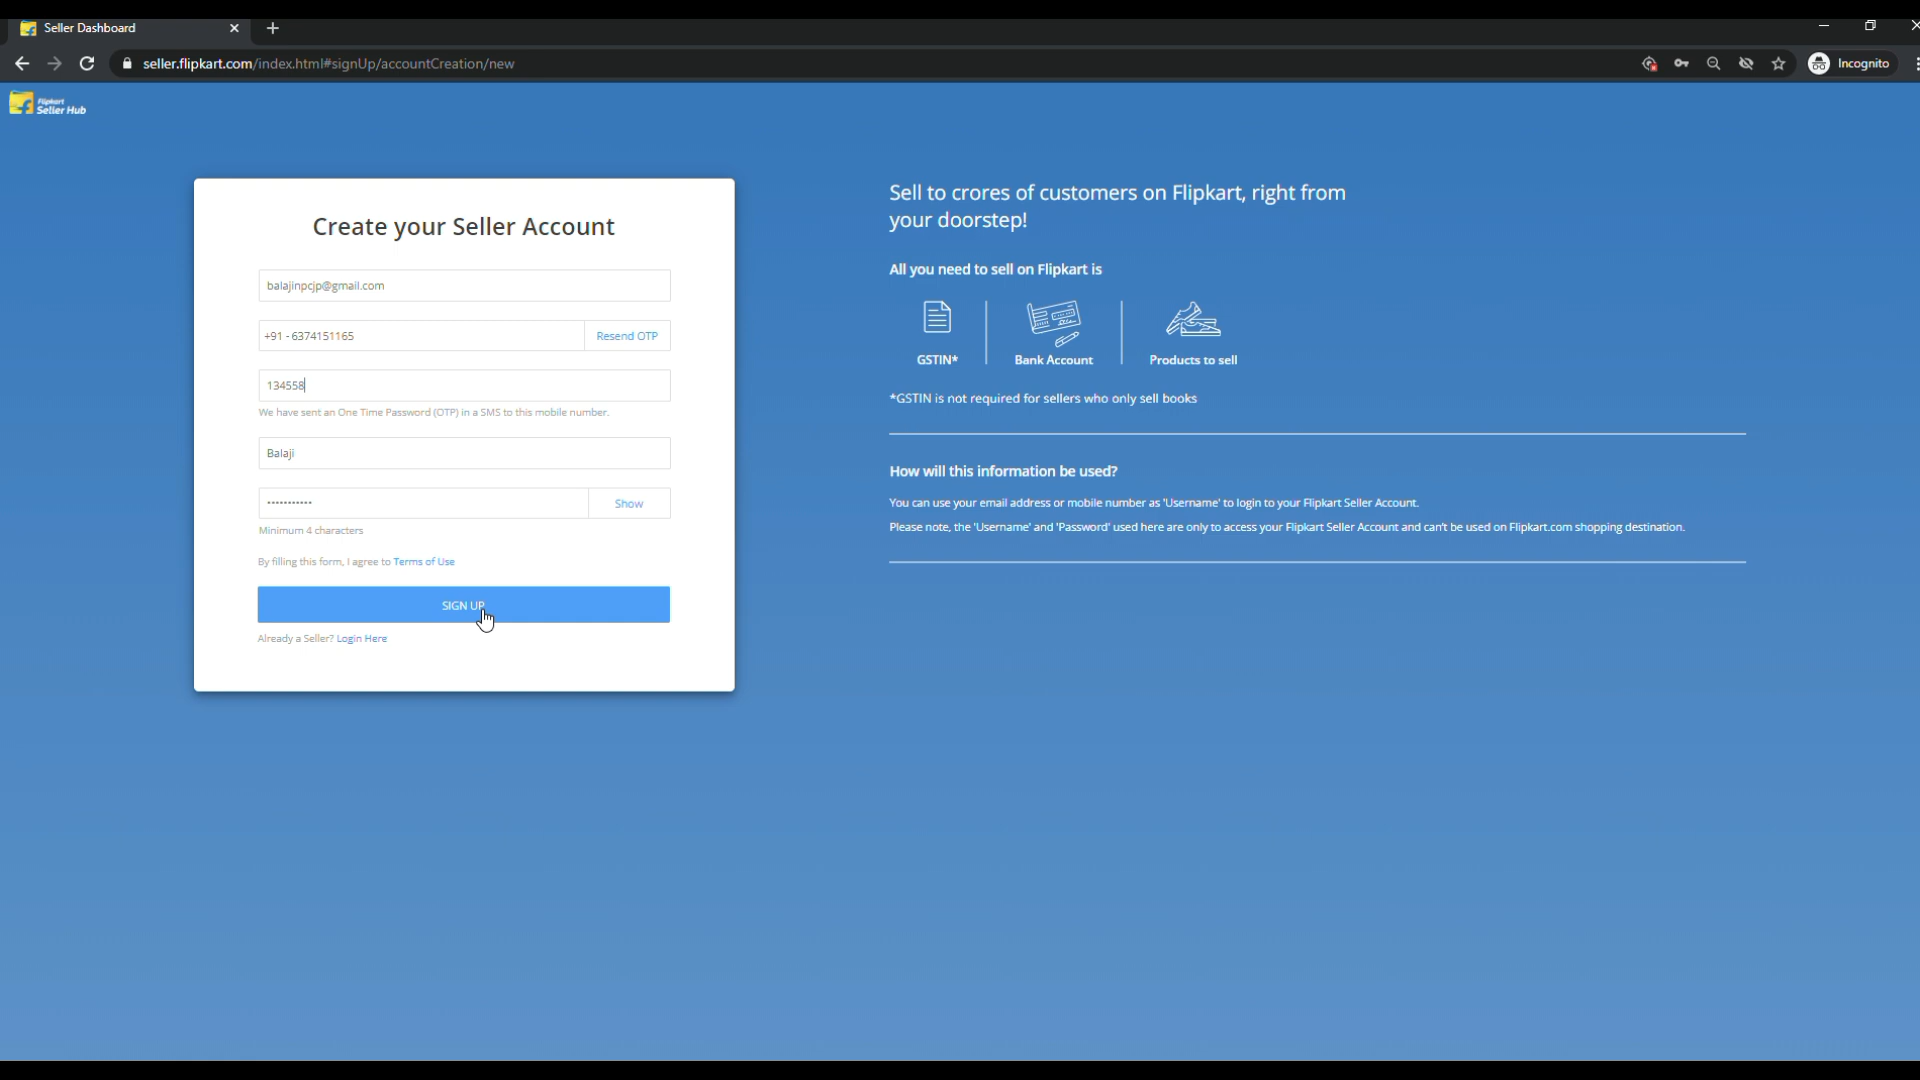 Seller Dashboard
seller.flipkart.com/index.html#signUp/accountCreation/new
Incognito
Flipkart
Seller Hub
Create your Seller Account
balajinpcjp@gmail.com
+91 - 6374151165
Resend OTP
134558
We have sent an One Time Password (OTP) in a SMS to this mobile number.
Balaji
Show
Minimum 4 characters
By filling this form, I agree to Terms of Use
SIGN UP
Already a Seller? Login Here
Sell to crores of customers on Flipkart, right from
your doorstep!
All you need to sell on Flipkart is
GSTIN*
Bank Account
Products to sell
*GSTIN is not required for sellers who only sell books
How will this information be used?
You can use your email address or mobile number as 'Username' to login to your Flipkart Seller Account.
Please note, the 'Username' and 'Password' used here are only to access your Flipkart Seller Account and can't be used on Flipkart.com shopping destination.